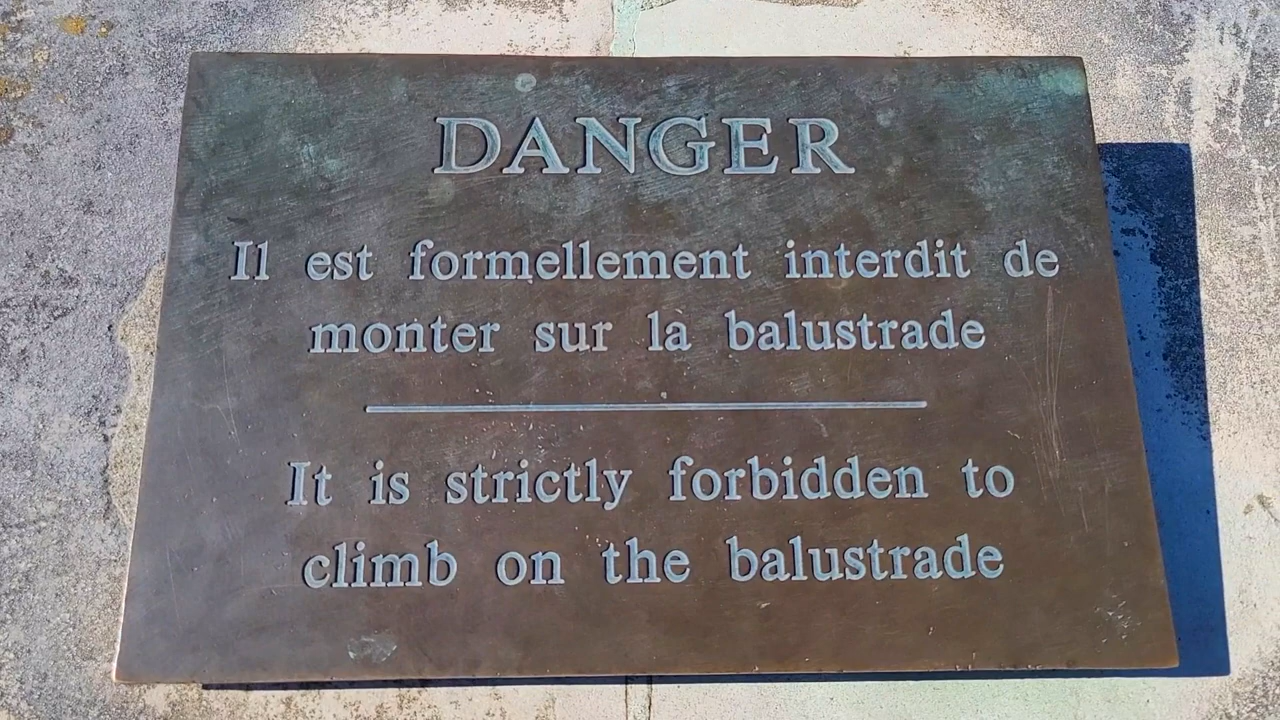 DANGER
Il est formellement interdit de
monter sur la balustrade
It is strictly forbidden to
climb on the balustrade